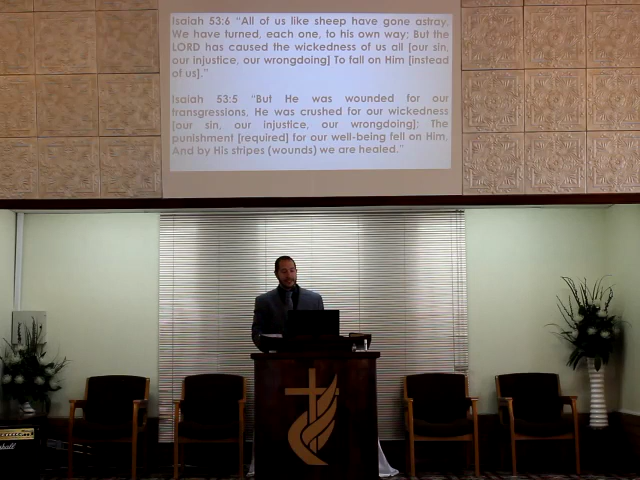 Isaiah 53:6 "All of us like sheep have gone astray,
We have turned, each one, to his own way; But the
LORD has caused the wickedness of us all [our sin,
our injustice, our wrongdoing] To fall on Him [instead
of us]."
Isaiah 53:5 "But He was wounded for our
transgressions, He was crushed for our wickedness
[our sin, our injustice, our wrongdoing]; The
punishment [required] for our well-being fell on Him,
And by His stripes (wounds) we are healed."
Marshall